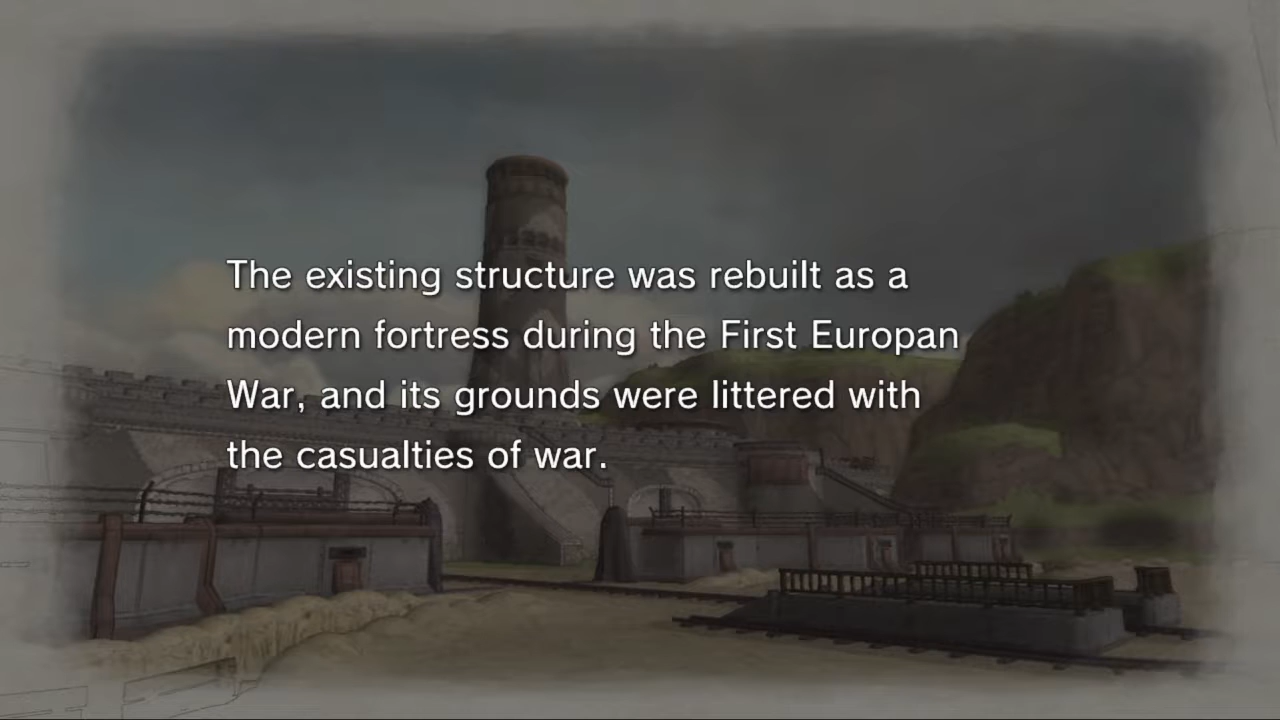 The existing structure was rebuilt as a
modern fortress during the First Europan
War, and its grounds were littered with
the casualties of war.